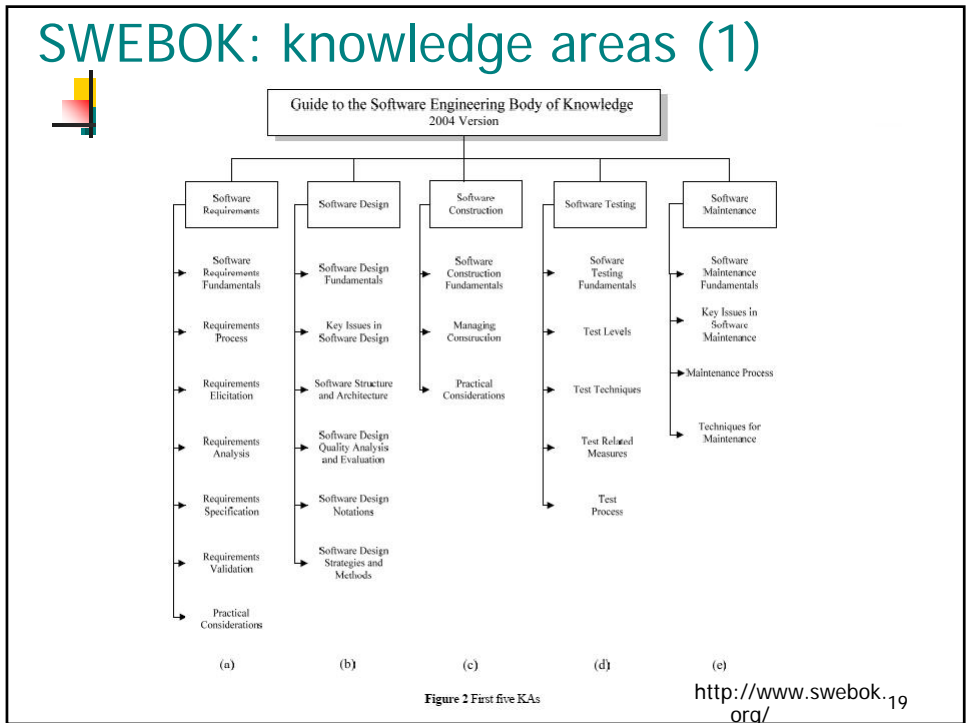 SWEBOK: knowledge areas (1)
Guide to the Software Engineering Body of Knowledge
2004 Version
Software
Requirements
Software
Requirements
Fundamentals
Requirements
Process
Requirements
Elicitation
Requirements
Analysis
Requirements
Specification
Requirements
Validation
Practical
Considerations
(a)
Software Design
Software Design
Fundamentals
Key Issues in
Software Design
Software Structure
and Architecture
Software Design
Quality Analysis
and Evaluation
Software Design
Notations
Software Design
Strategies and
Methods
(b)
Software
Construction
Software
Construction
Fundamentals
Managing
Construction
Practical
Considerations
(c)
Software Testing
Sofware
Testing
Fundamentals
Test Levels
Test Techniques
Test Related
Measures
Test
Process
(d)
Software
Maintenance
Software
Maintenance
Fundamentals
Key Issues in
Software
Maintenance
Maintenance Process
Techniques for
Maintenance
(e)
Figure 2 First five KAs
http://www.swebok.
org/
19